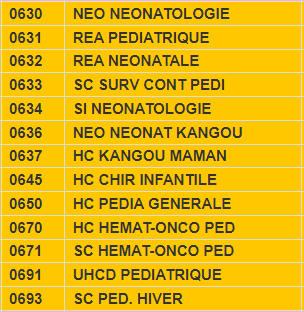 0630 NEO NEONATOLOGIE
0631 REA PEDIATRIQUE
0632 REA NEONATALE
0633 SC SURV CONT PEDI
0634 SI NEONATOLOGIE
0636 NEO NEONAT KANGOU
0637 HC KANGOU MAMAN
0645 HC CHIR INFANTILE
0650 HC PEDIA GENERALE
0670 HC HEMAT-ONCO PED
0671 SC HEMAT-ONCO PED
0691 UHCD PEDIATRIQUE
0693 SC PED. HIVER